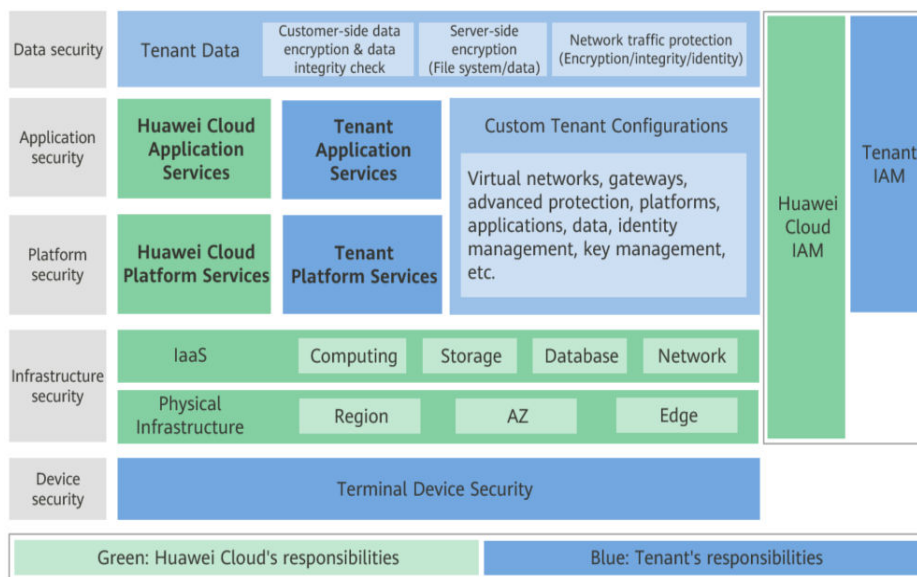 Data security
Tenant Data
Customer-side data
encryption & data
integrity check
Server-side
encryption
(File system/data)
Network traffic protection
(Encryption/integrity/identity)
Application
security
Huawei Cloud
Application
Services
Tenant
Application
Services
Custom Tenant Configurations
Virtual networks, gateways,
advanced protection, platforms,
applications, data, identity
management, key management,
etc.
Platform
security
Huawei Cloud
Platform Services
Tenant
Platform Services
Huawei
Cloud
IAM
Tenant
IAM
Infrastructure
security
IaaS
Computing
Storage
Database
Network
Physical
Infrastructure
Region
AZ
Edge
Device
security
Terminal Device Security
Green: Huawei Cloud's responsibilities
Blue: Tenant's responsibilities